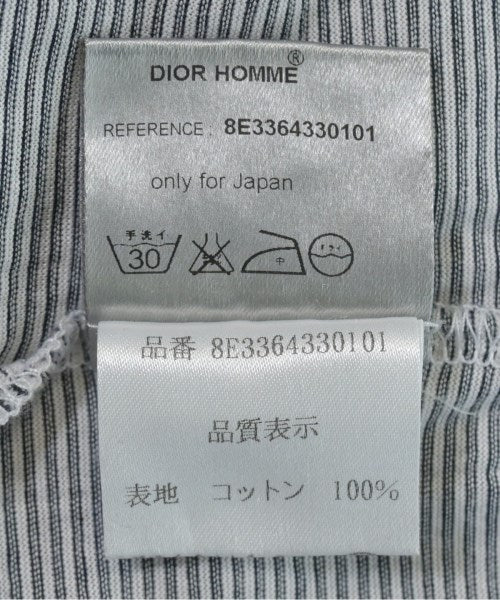 DIOR HOMME®
REFERENCE: 8E3364330101
only for Japan
手洗イ
30
中
ドライ
品番 8E3364330101
品質表示
表地 コットン 100%